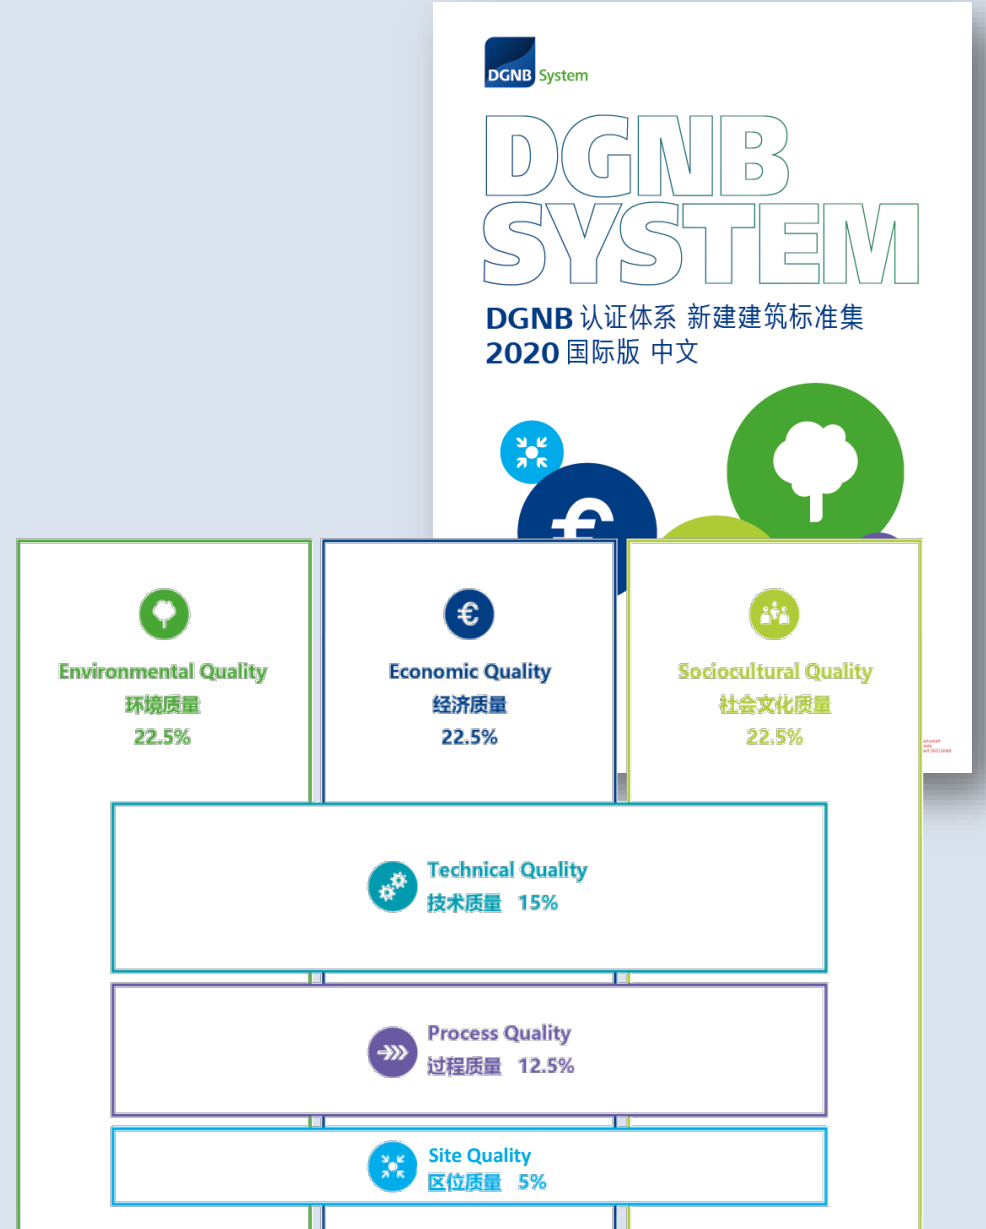 DGNB System
DGNB
SYSTEM
DGNB 认证体系 新建建筑标准集
2020 国际版 中文
€
Environmental Quality
环境质量
22.5%
€
Economic Quality
经济质量
22.5%
Sociocultural Quality
社会文化质量
22.5%
Technical Quality
技术质量 15%
Process Quality
过程质量 12.5%
Site Quality
区位质量 5%